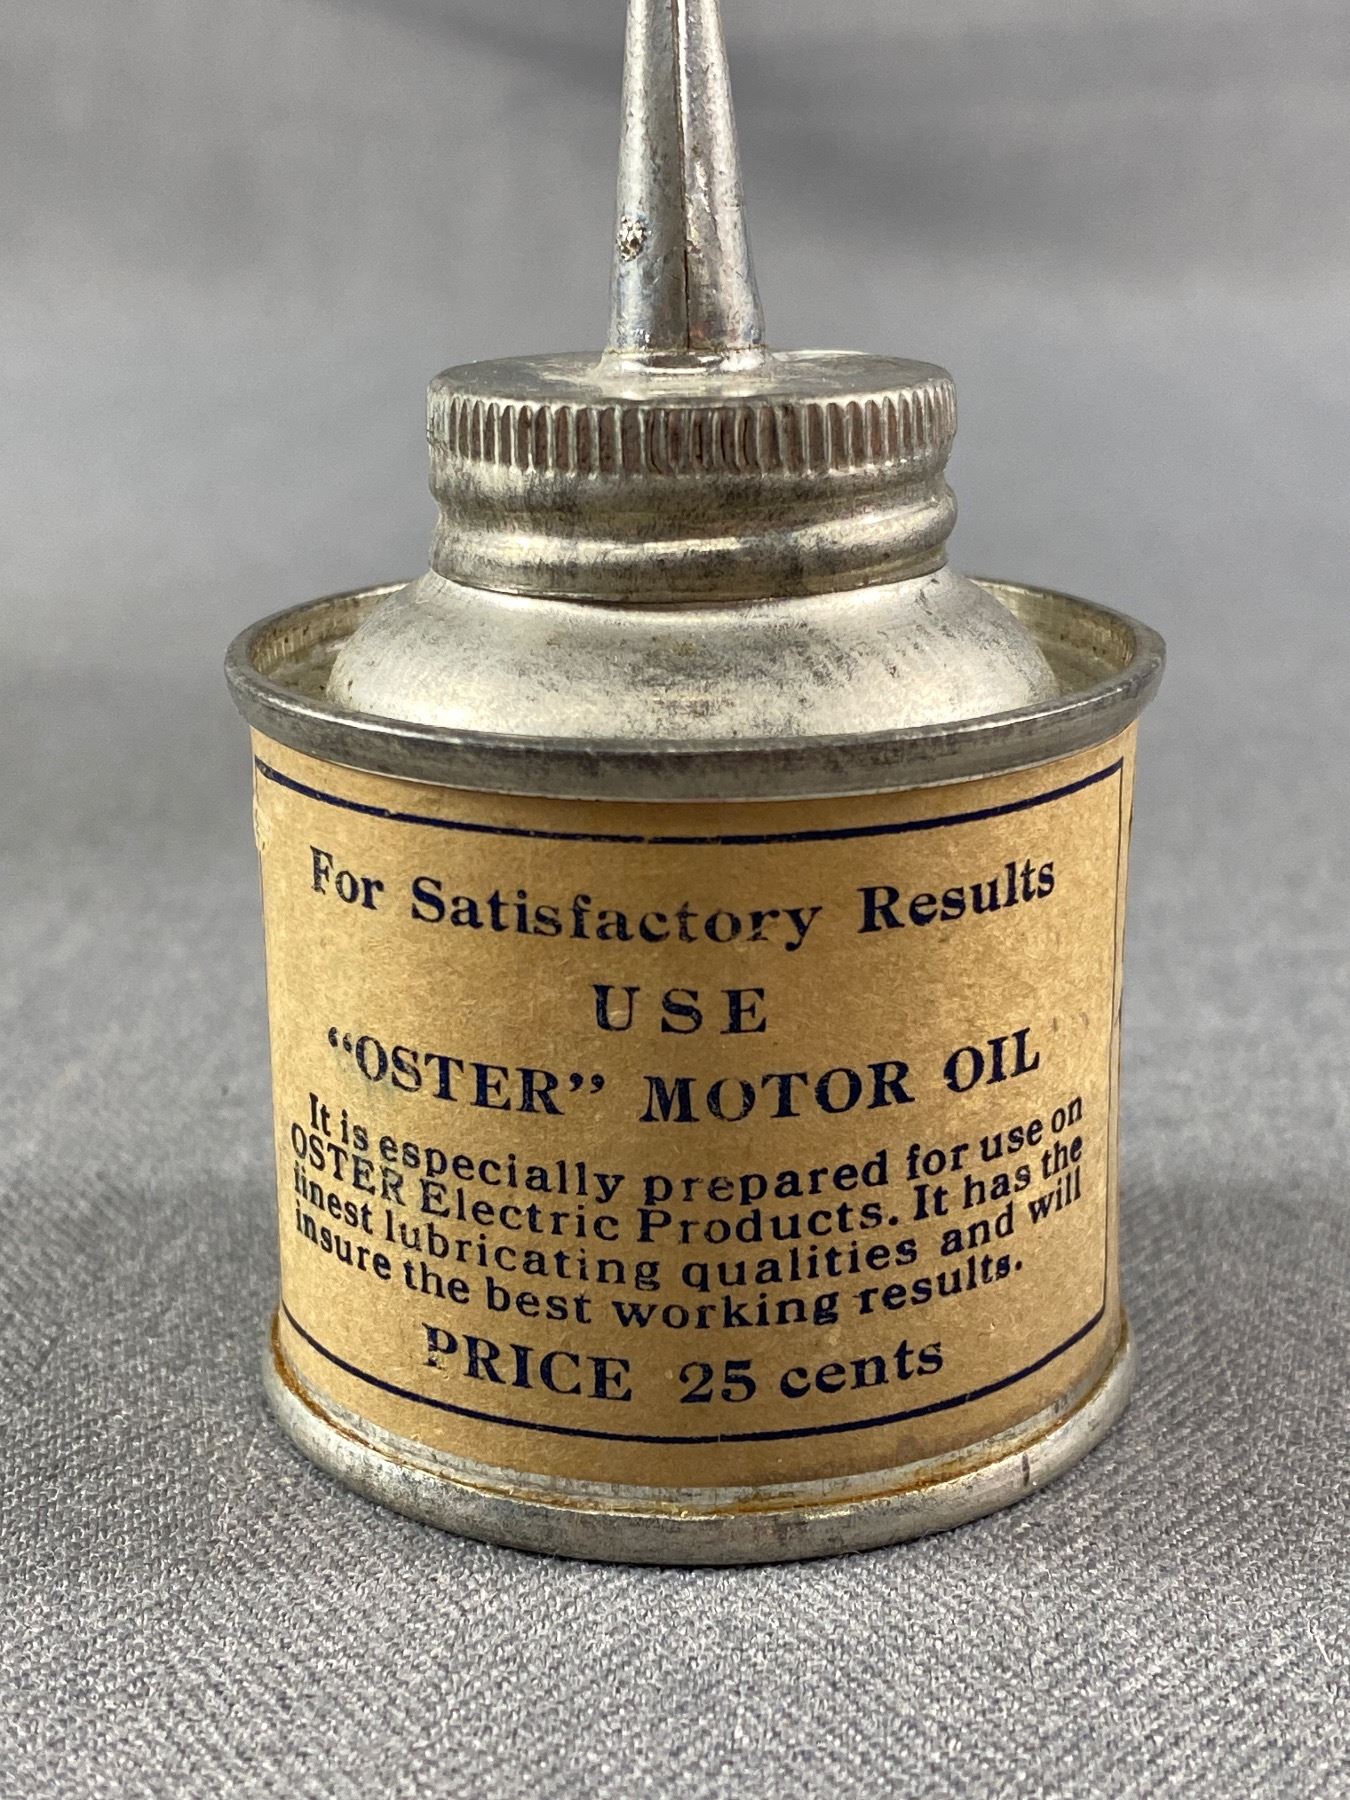 For Satisfactory Results
USE
“OSTER” MOTOR OIL
It is especially prepared for use on
OSTER Electric Products. It has the
finest lubricating qualities and will
insure the best working results.
PRICE 25 cents